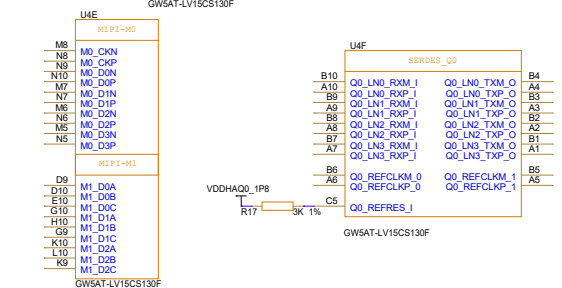 GW5AT-LV15CS130F
U4E
MIPI-M0
M8 M0_CKN
N8 M0_CKP
N9 M0_D0N
N10 M0_D0P
M7 M0_D1N
N7 M0_D1P
M6 M0_D2N
N6 M0_D2P
M5 M0_D3N
N5 M0_D3P
MIPI-M1
D9 M1_D0A
D10 M1_D0B
E10 M1_D0C
G10 M1_D1A
H10 M1_D1B
G9 M1_D1C
K10 M1_D2A
L10 M1_D2B
K9 M1_D2C
GW5AT-LV15CS130F
U4F
SERDES_Q0
B10 Q0_LN0_RXM_I Q0_LN0_TXM_O B4
A10 Q0_LN0_RXP_I Q0_LN0_TXP_O A4
B9 Q0_LN1_RXM_I Q0_LN1_TXM_O B3
A9 Q0_LN1_RXP_I Q0_LN1_TXP_O A3
B8 Q0_LN2_RXM_I Q0_LN2_TXM_O B2
A8 Q0_LN2_RXP_I Q0_LN2_TXP_O A2
B7 Q0_LN3_RXM_I Q0_LN3_TXM_O B1
A7 Q0_LN3_RXP_I Q0_LN3_TXP_O A1
B6 Q0_REFCLKM_0 Q0_REFCLKM_1 B5
A6 Q0_REFCLKP_0 Q0_REFCLKP_1 A5
VDDHAQ0_1P8
R17 3K 1% C5 Q0_REFRES_I
GW5AT-LV15CS130F